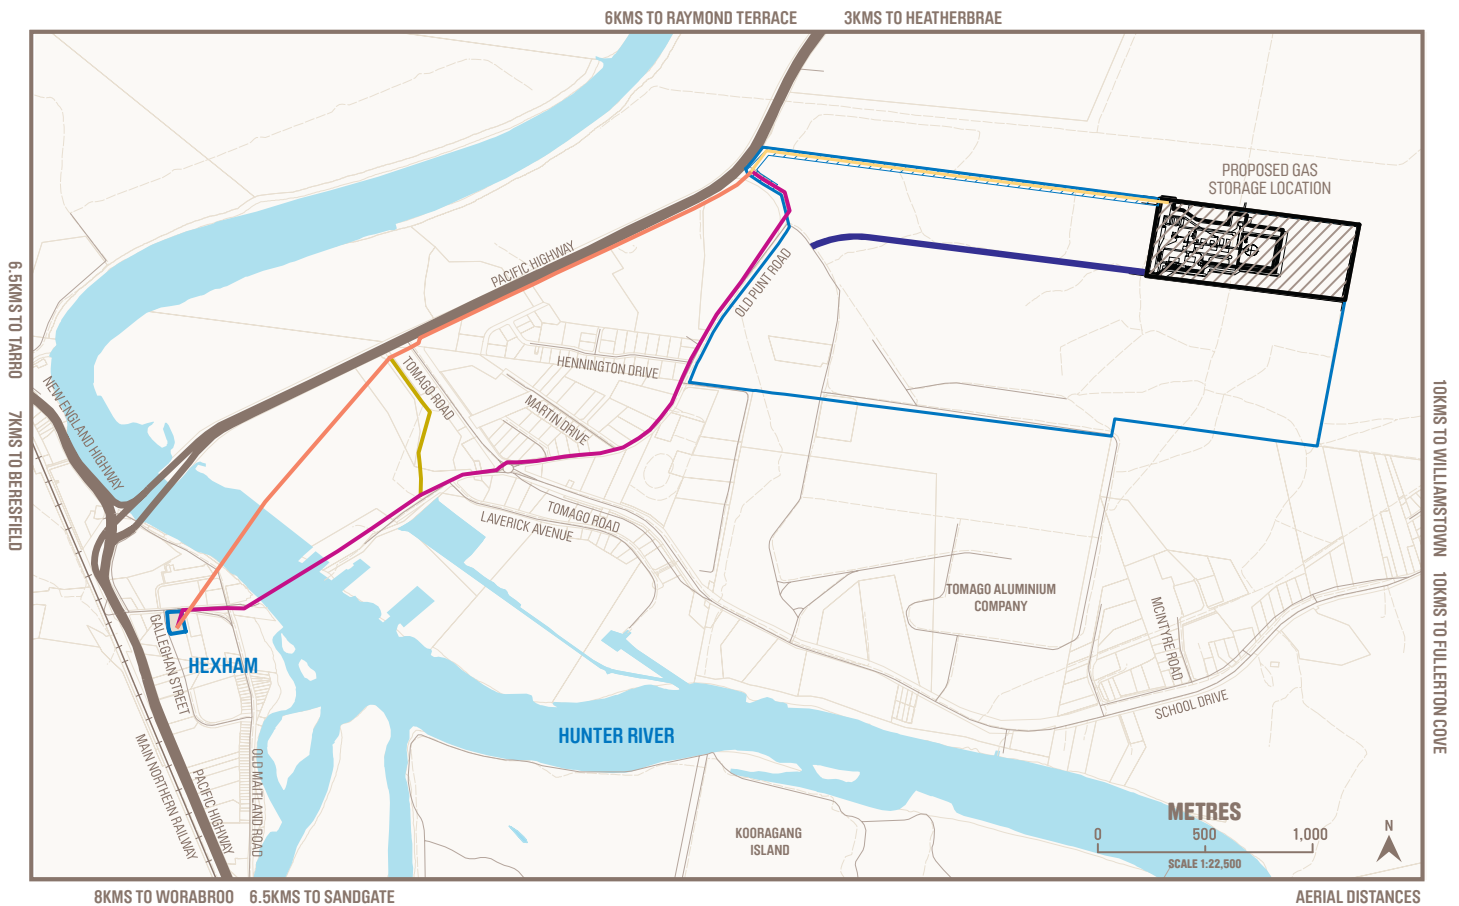 6KMS TO RAYMOND TERRACE 3KMS TO HEATHERBRAE
PROPOSED GAS
STORAGE LOCATION
PACIFIC HIGHWAY
OLD PUNT ROAD
6.5KMS TO TARRO 7KMS TO BERESFIELD
NEW ENGLAND HIGHWAY
TOMAGO ROAD
HENNINGTON DRIVE
MARTIN DRIVE
10KMS TO WILLIAMSTOWN 10KMS TO FULLERTON COVE
LAVERICK AVENUE
TOMAGO ROAD
TOMAGO ALUMINIUM
COMPANY
MCINTYRE ROAD
SCHOOL DRIVE
GALLEGHAN STREET
HEXHAM
HUNTER RIVER
MAIN NORTHERN RAILWAY
PACIFIC HIGHWAY
OLD MAITLAND ROAD
KOORAGANG
ISLAND
METRES
0 500 1,000
SCALE 1:22,500
N
8KMS TO WORABROO 6.5KMS TO SANDGATE
AERIAL DISTANCES